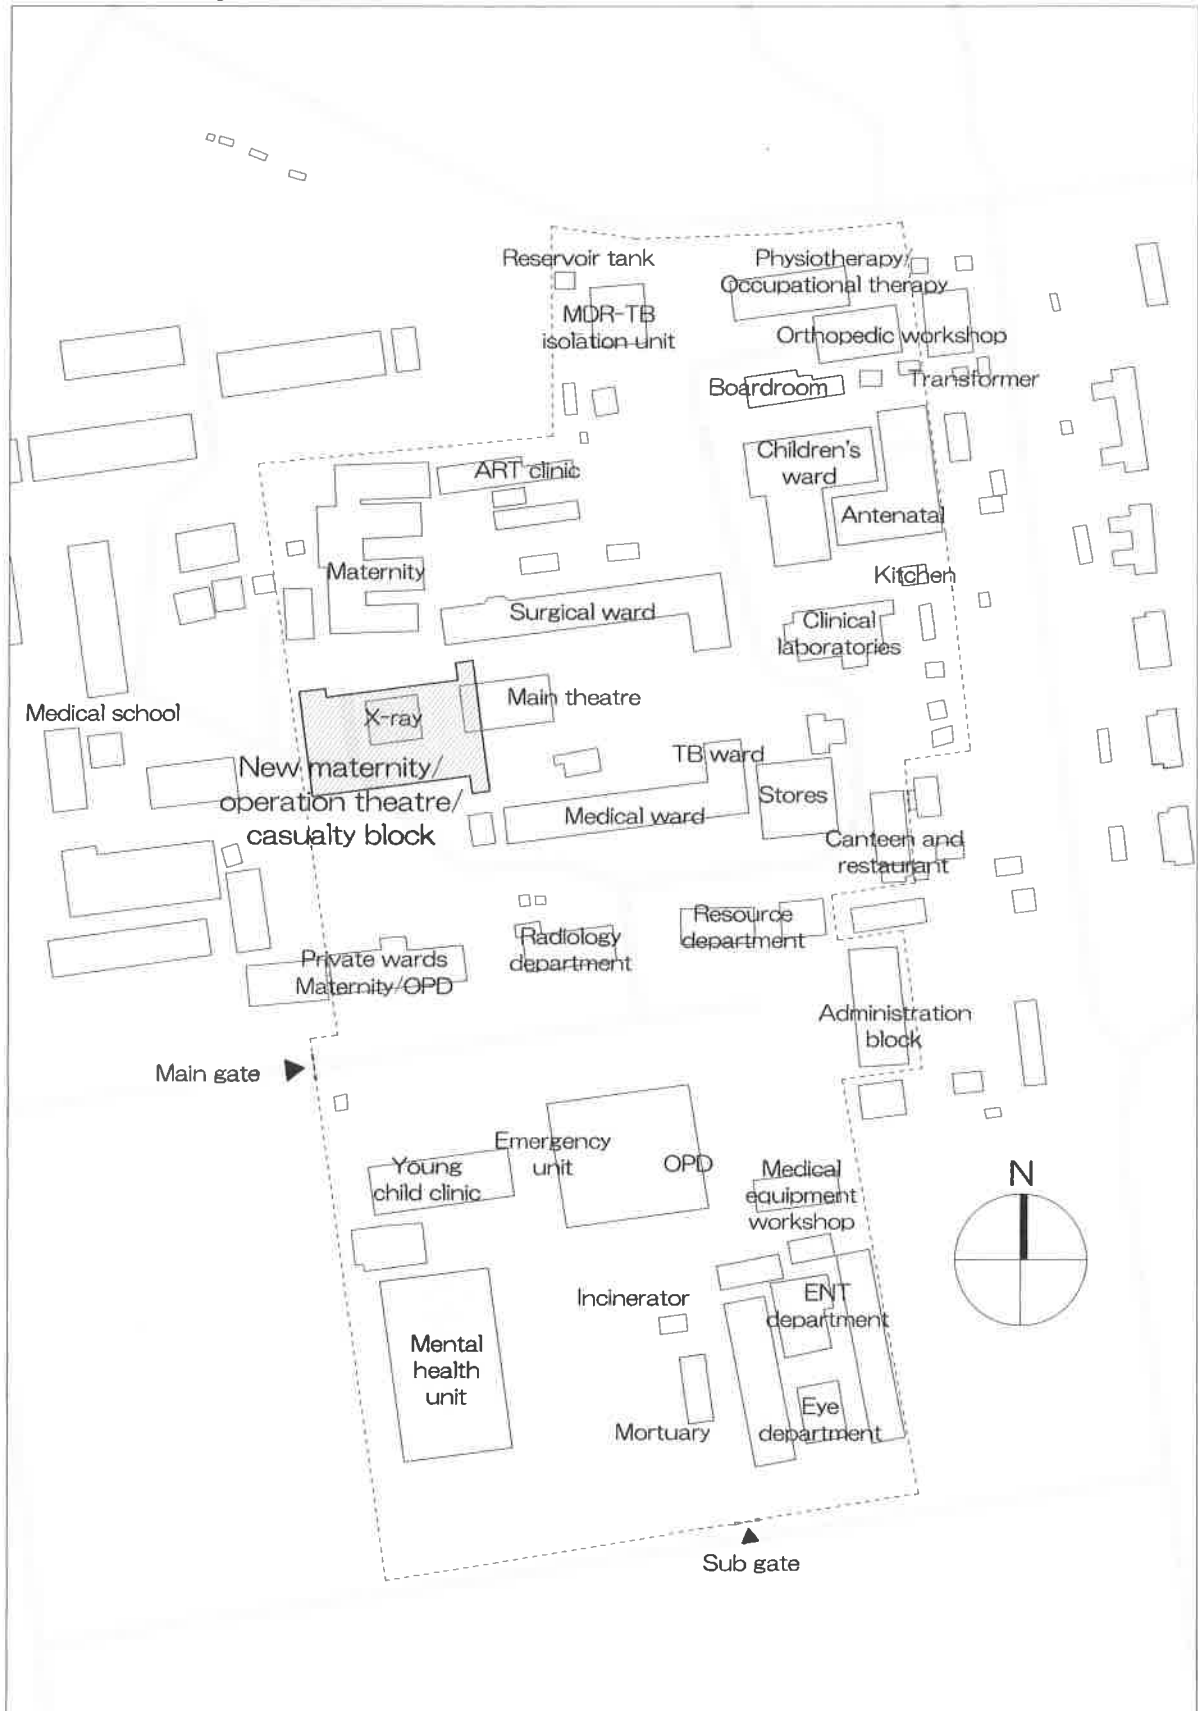 Reservoir tank
Physiotherapy/
Occupational therapy
MDR-TB
isolation unit
Orthopedic workshop
Boardroom
Transformer
ART clinic
Children's
ward
Antenatal
Maternity
Kitchen
Surgical ward
Clinical
laboratories
Medical school
X-ray
Main theatre
New maternity/
operation theatre/
casualty block
TB ward
Stores
Medical ward
Canteen and
restaurant
Resource
department
Radiology
department
Private wards
Maternity/OPD
Administration
block
Main gate
Emergency
unit
OPD
Young
child clinic
Medical
equipment
workshop
N
Incinerator
ENT
department
Mental
health
unit
Mortuary
Eye
department
Sub gate